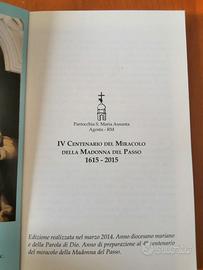 Parrocchia S. Maria Assunta
Agosta - RM
IV Centenario del Miracolo
della Madonna del Passo
1615 - 2015
Edizione realizzata nel marzo 2014, Anno diocesano mariano
e della Parola di Dio. Anno di preparazione al 4° centenario
del miracolo della Madonna del Passo.
subito